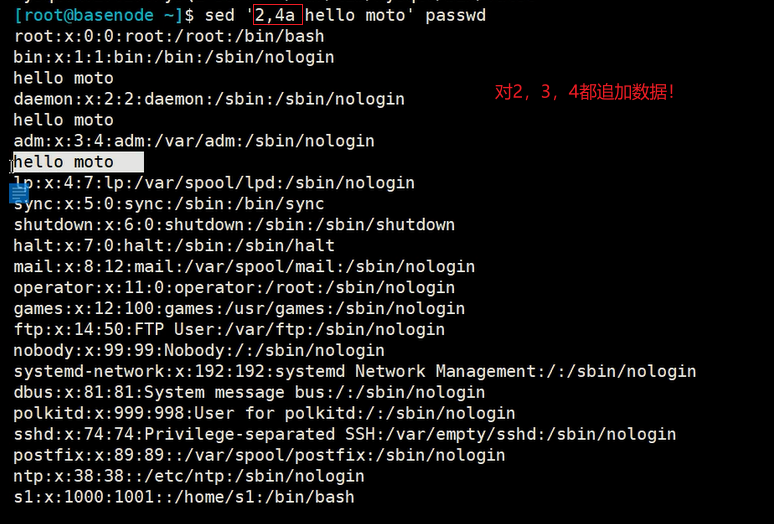 [root@basenode ~]$ sed '2,4a hello moto' passwd
root:x:0:0:root:/root:/bin/bash
bin:x:1:1:bin:/bin:/sbin/nologin
hello moto
对2，3，4都追加数据！
daemon:x:2:2:daemon:/sbin:/sbin/nologin
hello moto
adm:x:3:4:adm:/var/adm:/sbin/nologin
hello moto
lp:x:4:7:lp:/var/spool/lpd:/sbin/nologin
sync:x:5:0:sync:/sbin:/bin/sync
shutdown:x:6:0:shutdown:/sbin:/sbin/shutdown
halt:x:7:0:halt:/sbin:/sbin/halt
mail:x:8:12:mail:/var/spool/mail:/sbin/nologin
operator:x:11:0:operator:/root:/sbin/nologin
games:x:12:100:games:/usr/games:/sbin/nologin
ftp:x:14:50:FTP User:/var/ftp:/sbin/nologin
nobody:x:99:99:Nobody:/:/sbin/nologin
systemd-network:x:192:192:systemd Network Management:/:/sbin/nologin
dbus:x:81:81:System message bus:/:/sbin/nologin
polkitd:x:999:998:User for polkitd:/:/sbin/nologin
sshd:x:74:74:Privilege-separated SSH:/var/empty/sshd:/sbin/nologin
postfix:x:89:89::/var/spool/postfix:/sbin/nologin
ntp:x:38:38::/etc/ntp:/sbin/nologin
s1:x:1000:1001::/home/s1:/bin/bash